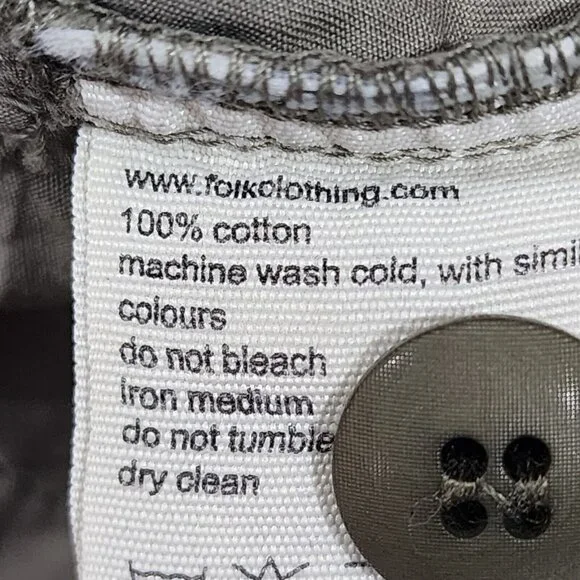 www.folkclothing.com
100% cotton
machine wash cold, with simi
colours
do not bleach
iron medium
do not tumble
dry clean